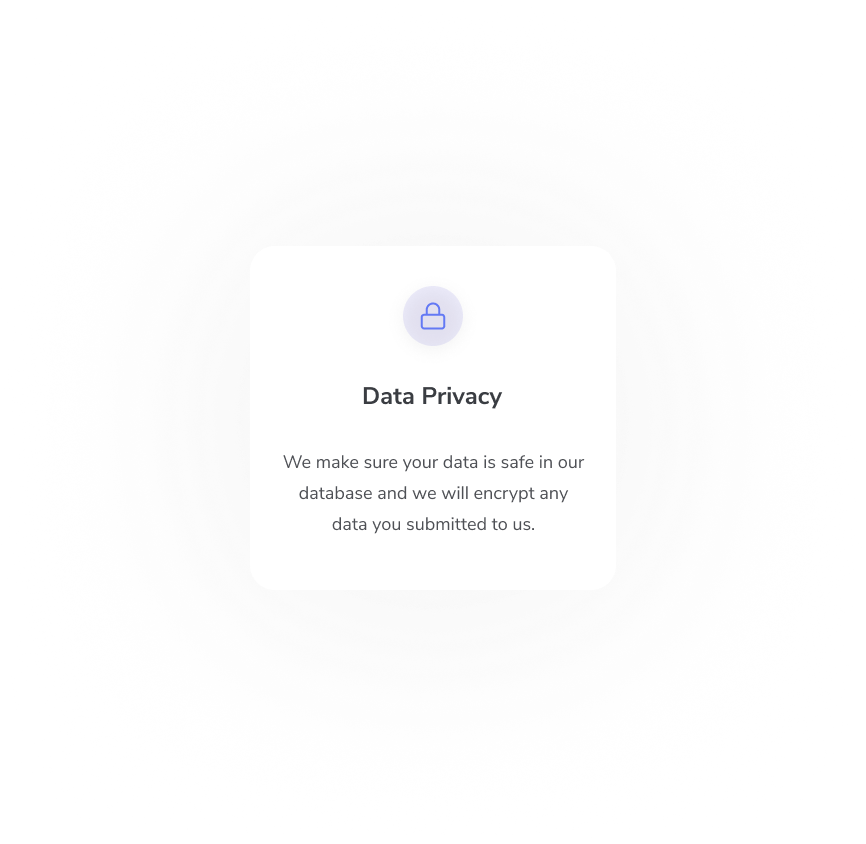 Data Privacy
We make sure your data is safe in our
database and we will encrypt any
data you submitted to us.